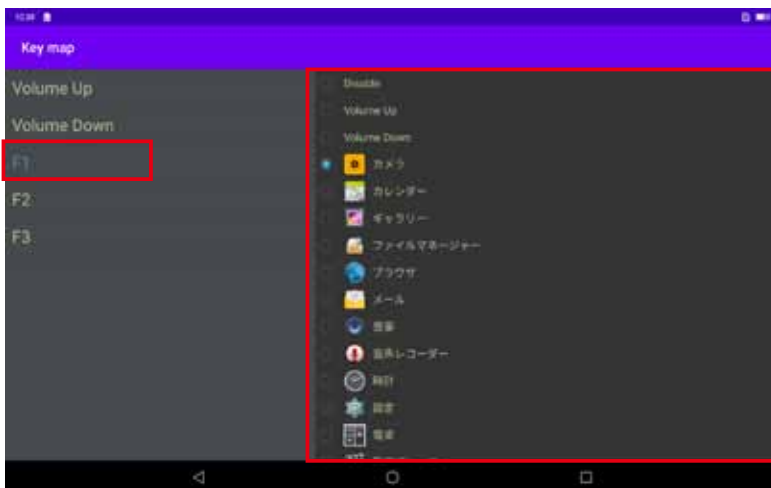 Key map
Volume Up
Volume Down
F1
F2
F3
Disable
Volume Up
Volume Down
カメラ
カレンダー
ギャラリー
ファイルマネージャー
ブラウザ
メール
音楽
音声レコーダー
時計
設定
電卓